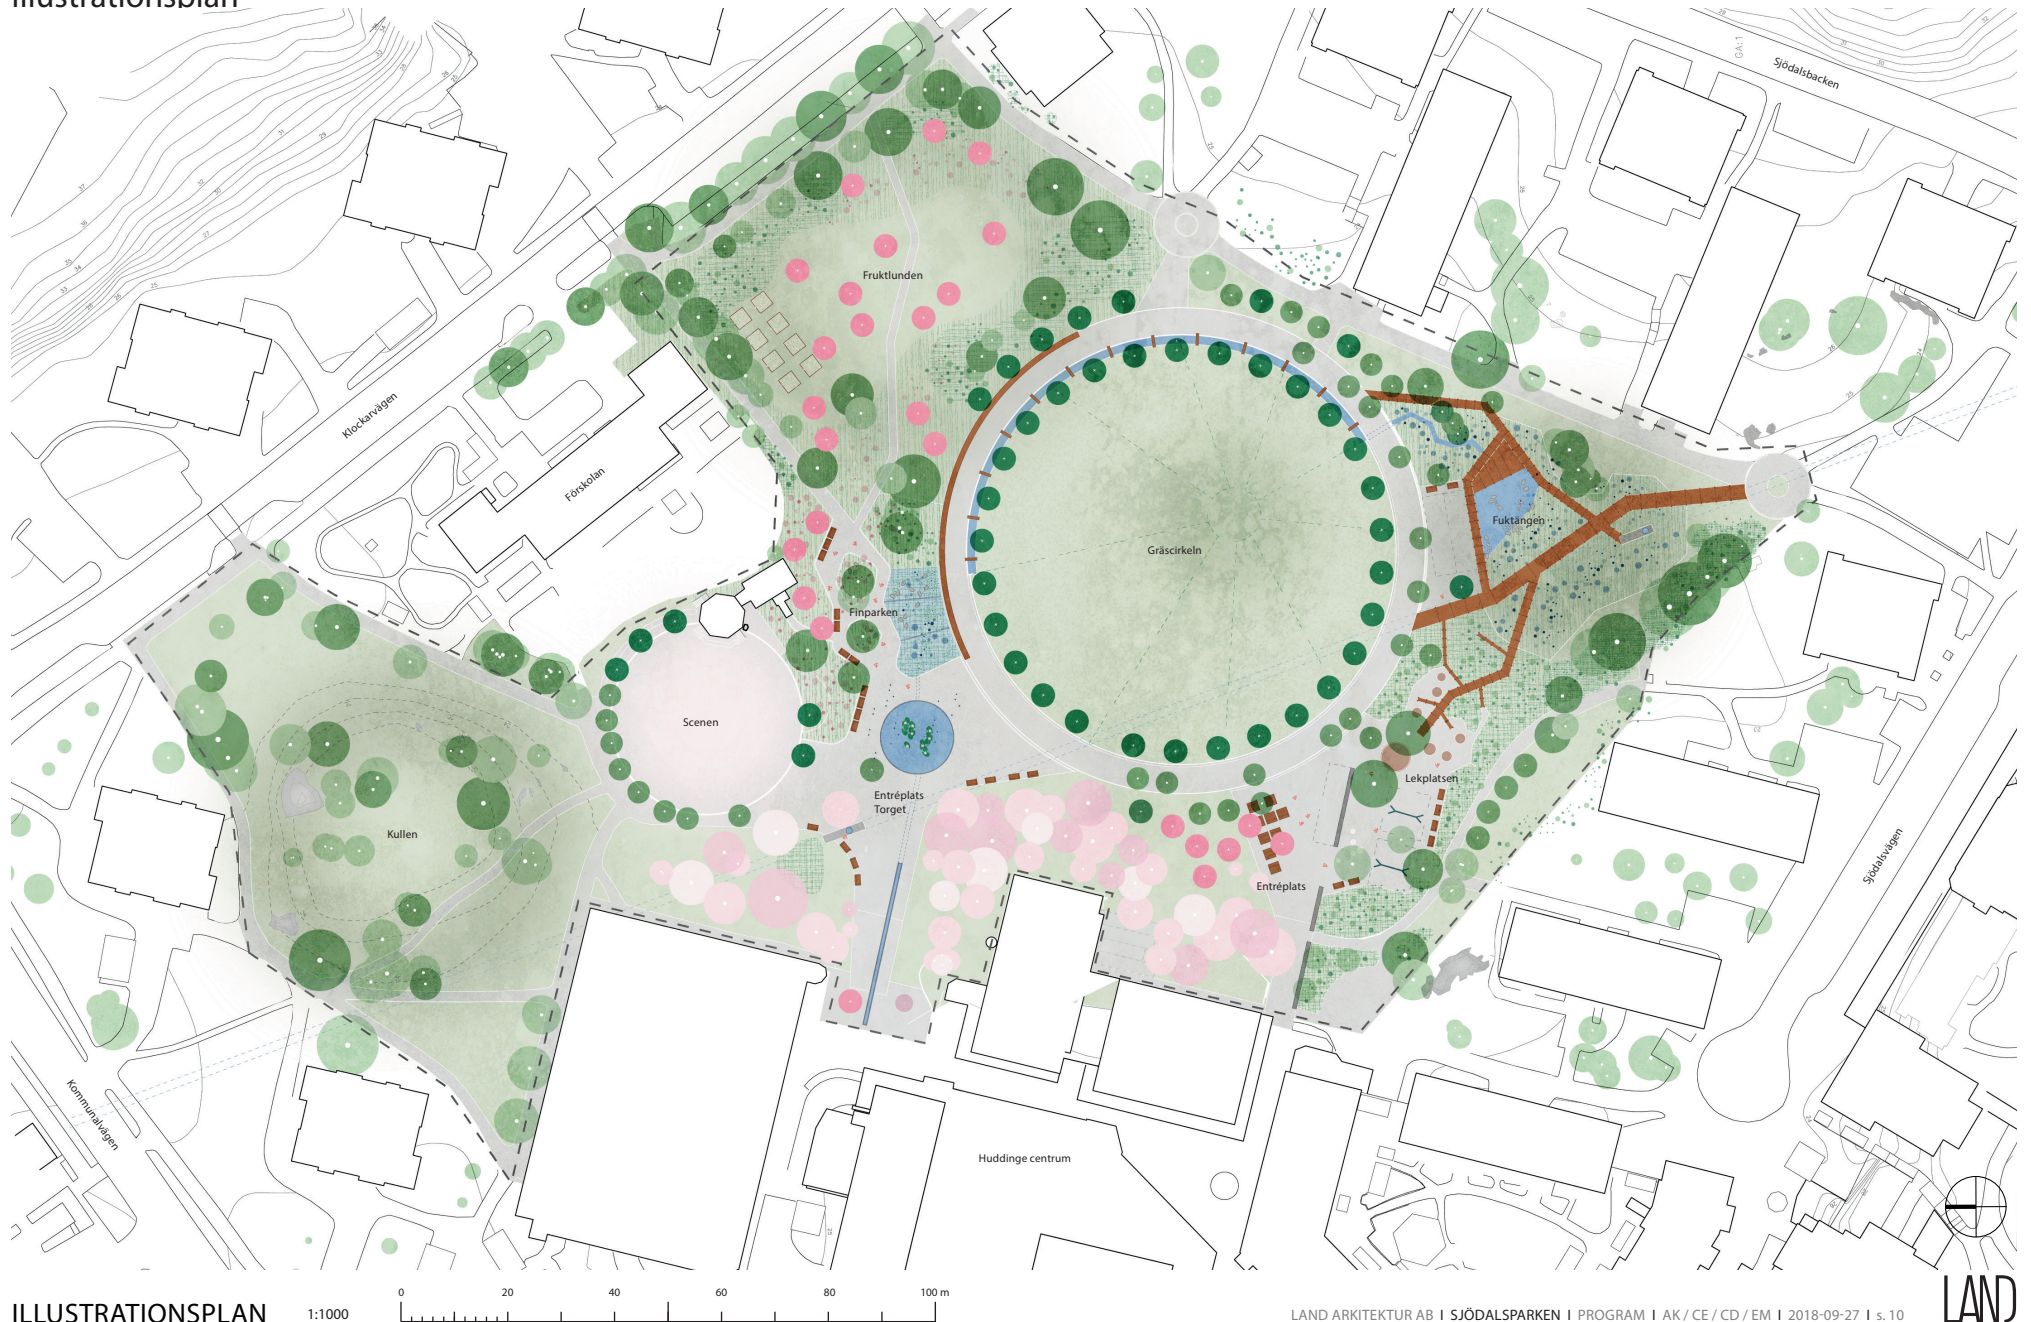 Illustrationsplan
Sjödalsbacken
GA: 1
Fruktlunden
Klockarvägen
Förskolan
Fuktängen
Gräscirkeln
Finparken
Scenen
Lekplatsen
Entréplats
Torget
Kullen
Entréplats
Sjödalsvägen
Kommunalvägen
Huddinge centrum
ILLUSTRATIONSPLAN
1:1000
0 20 40 60 80 100 m
LAND ARKITEKTUR AB I SJÖDALSPARKEN I PROGRAM I AK / CE / CD / EM I 2018-09-27 I s. 10
LAND